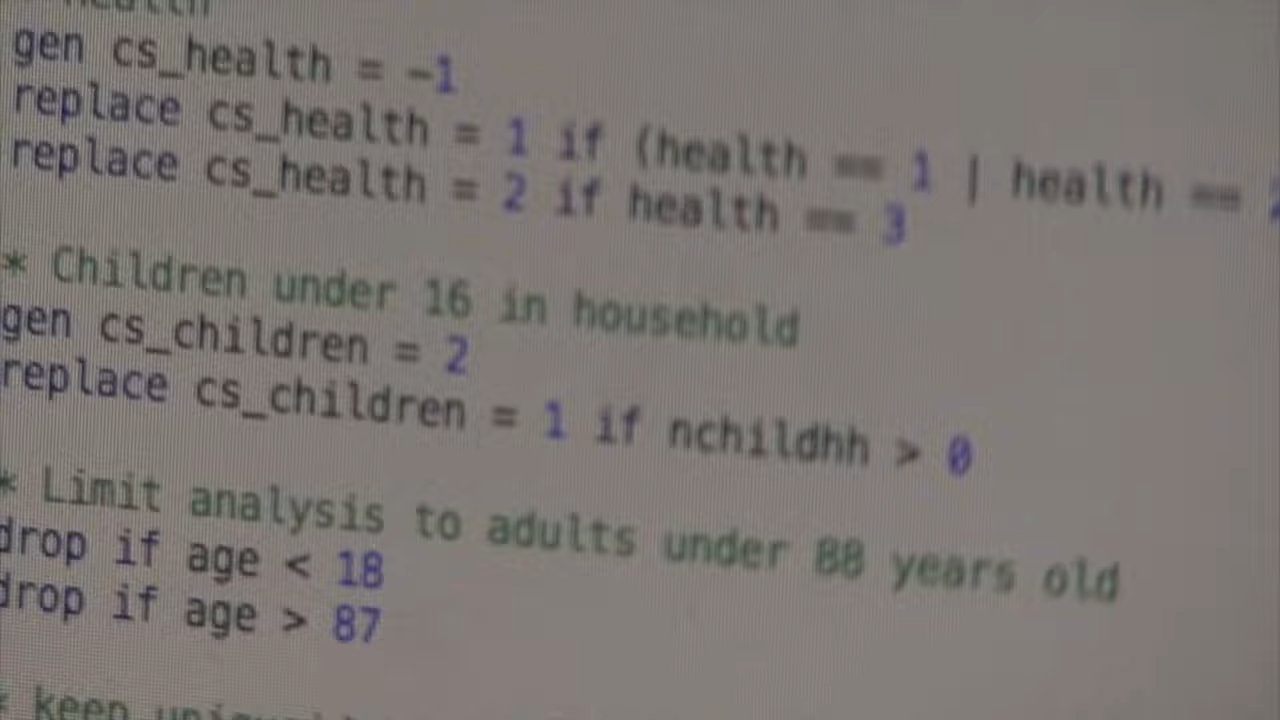 health
gen cs_health = -1
replace cs_health = 1 if (health == 1 | health ==
replace cs_health = 2 if health == 3
* Children under 16 in household
gen cs_children = 2
replace cs_children = 1 if nchildhh > 0
* Limit analysis to adults under 88 years old
drop if age < 18
drop if age > 87
* keep